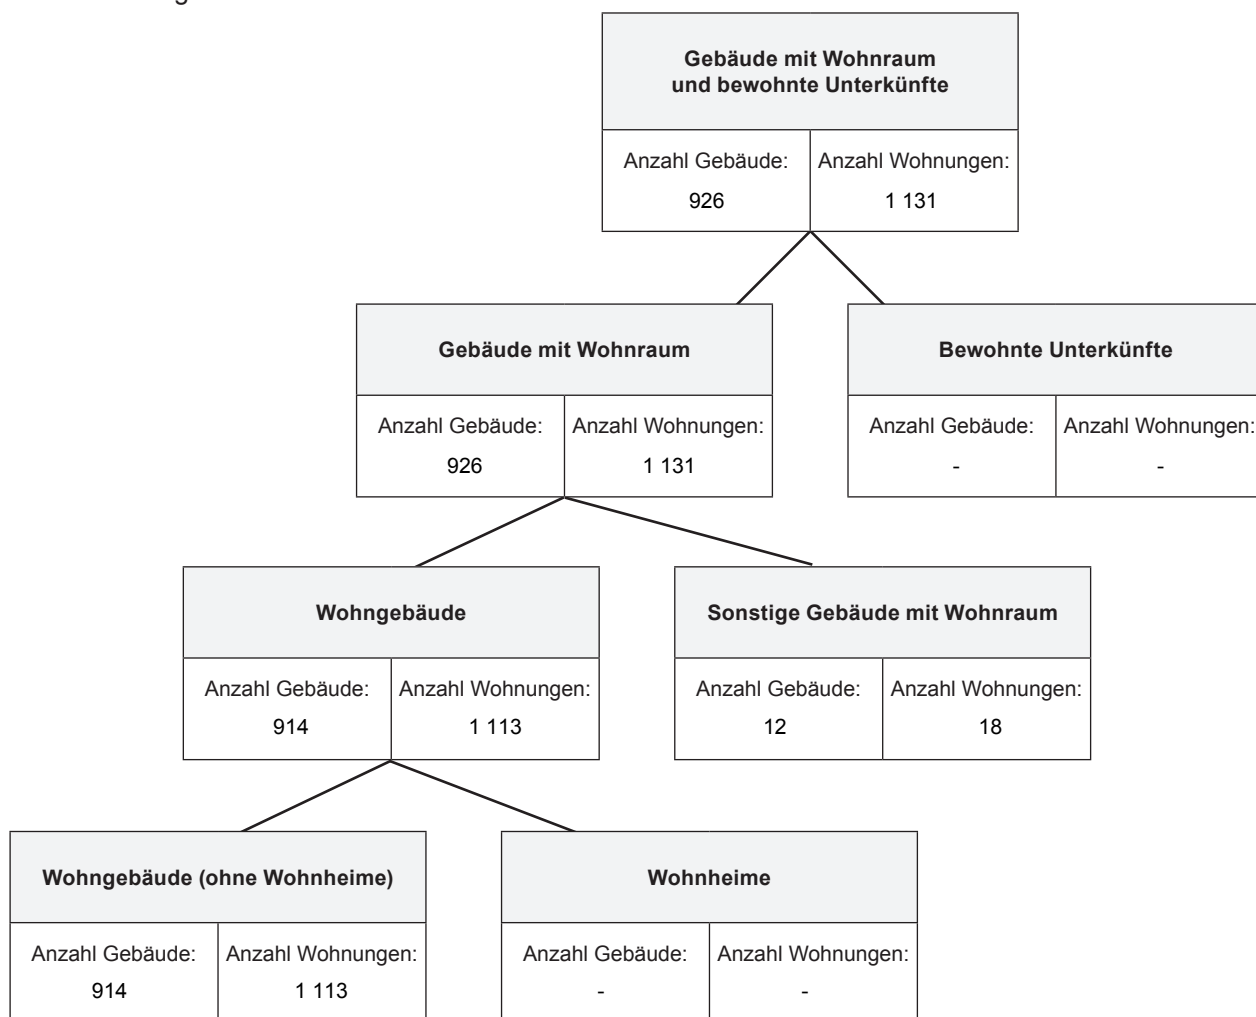 Gebäude mit Wohnraum
und bewohnte Unterkünfte
Anzahl Gebäude: Anzahl Wohnungen:
926 1 131
Gebäude mit Wohnraum
Anzahl Gebäude: Anzahl Wohnungen:
926 1 131
Bewohnte Unterkünfte
Anzahl Gebäude: Anzahl Wohnungen:
- -
Wohngebäude
Anzahl Gebäude: Anzahl Wohnungen:
914 1 113
Sonstige Gebäude mit Wohnraum
Anzahl Gebäude: Anzahl Wohnungen:
12 18
Wohngebäude (ohne Wohnheime)
Anzahl Gebäude: Anzahl Wohnungen:
914 1 113
Wohnheime
Anzahl Gebäude: Anzahl Wohnungen:
- -